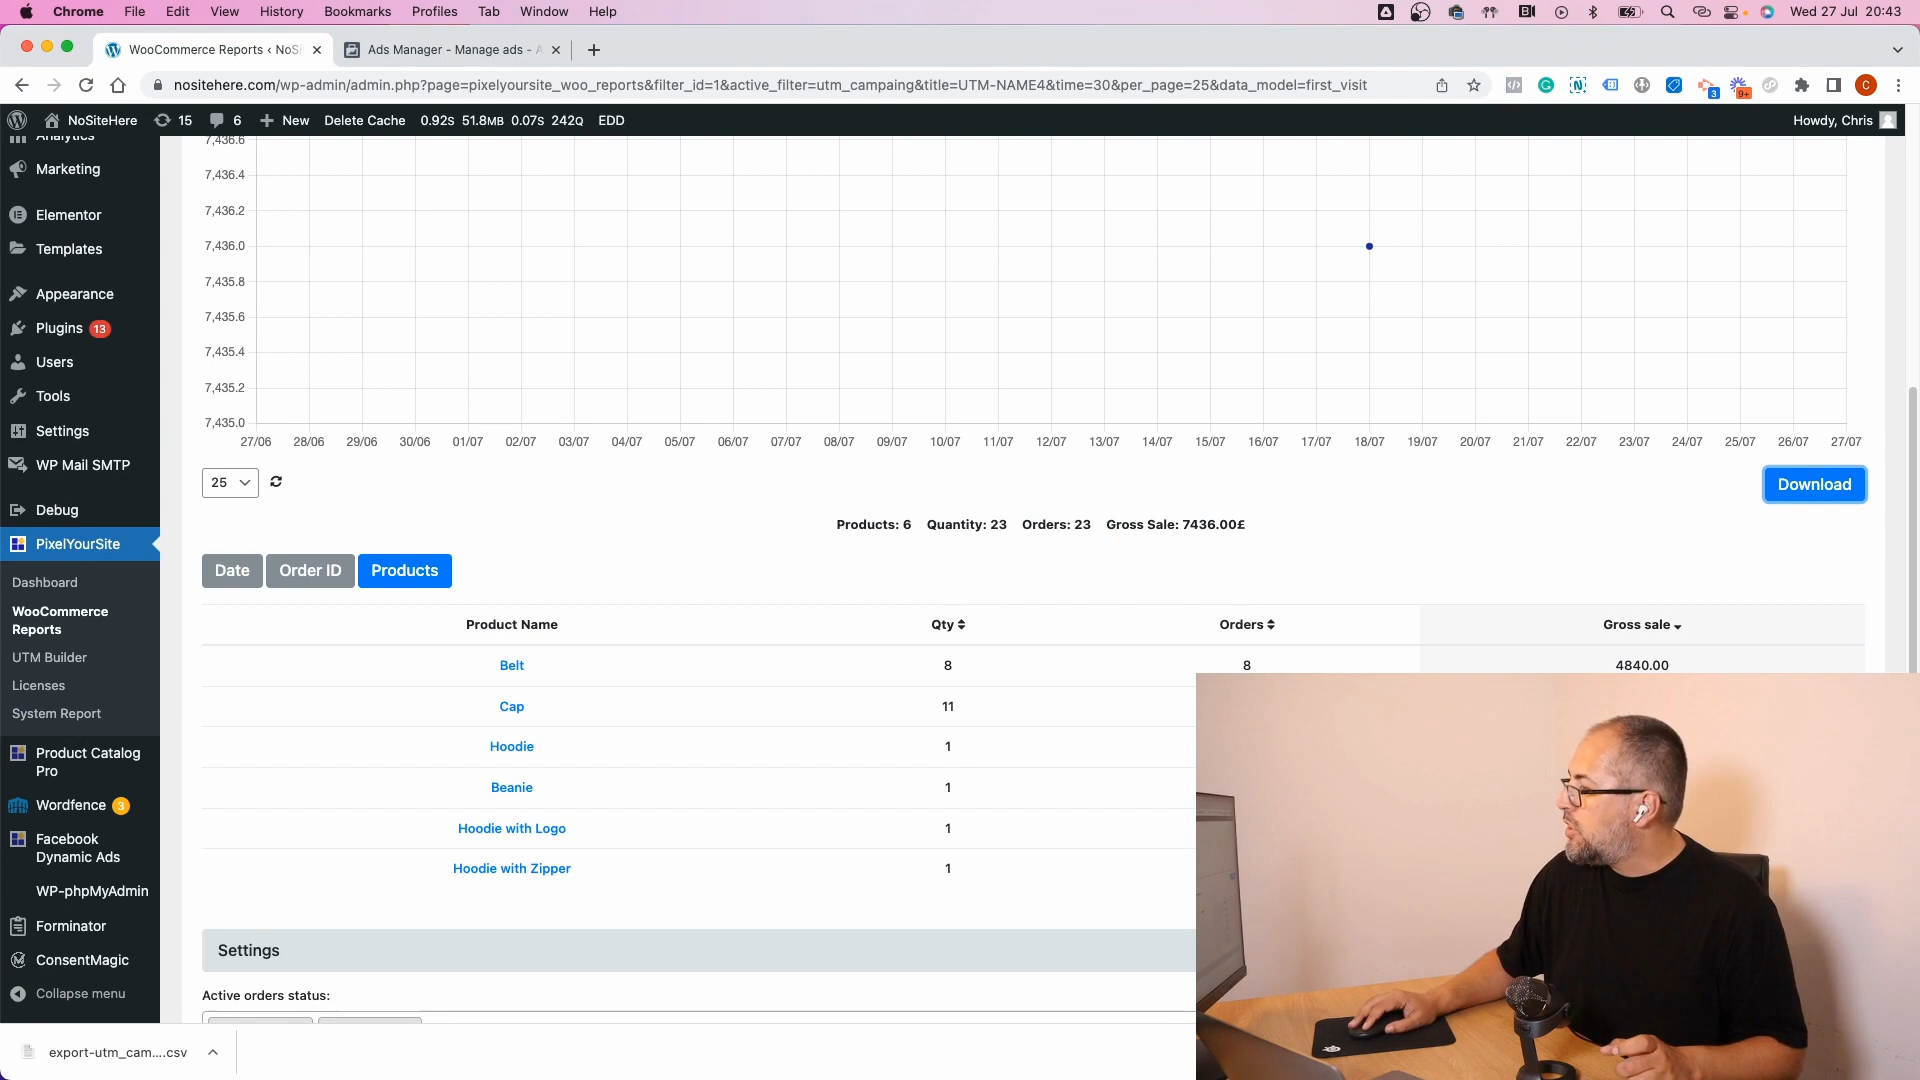 Chrome File Edit View History Bookmarks Profiles Tab Window Help Wed 27 Jul 20:43
WooCommerce Reports ‹ NoSi
Ads Manager - Manage ads - A
nositehere.com/wp-admin/admin.php?page=pixelyoursite_woo_reports&filter_id=1&active_filter=utm_campaing&title=UTM-NAME4&time=30&per_page=25&data_model=first_visit
3 9+ C
NoSiteHere 15 6 New Delete Cache 0.92S 51.8MB 0.07S 242Q EDD Howdy, Chris
Analytics
Marketing
Elementor
Templates
Appearance
Plugins 13
Users
Tools
Settings
WP Mail SMTP
Debug
PixelYourSite
Dashboard
WooCommerce
Reports
UTM Builder
Licenses
System Report
Product Catalog
Pro
Wordfence 3
Facebook
Dynamic Ads
WP-phpMyAdmin
Forminator
ConsentMagic
Collapse menu
7,436.6
7,436.4
7,436.2
7,436.0
7,435.8
7,435.6
7,435.4
7,435.2
7,435.0
27/06 28/06 29/06 30/06 01/07 02/07 03/07 04/07 05/07 06/07 07/07 08/07 09/07 10/07 11/07 12/07 13/07 14/07 15/07 16/07 17/07 18/07 19/07 20/07 21/07 22/07 23/07 24/07 25/07 26/07 27/07
25
Download
Products: 6 Quantity: 23 Orders: 23 Gross Sale: 7436.00£
Date Order ID Products
Product Name Qty Orders Gross sale
Belt 8 8 4840.00
Cap 11
Hoodie 1
Beanie 1
Hoodie with Logo 1
Hoodie with Zipper 1
Settings
Active orders status:
export-utm_cam....csv